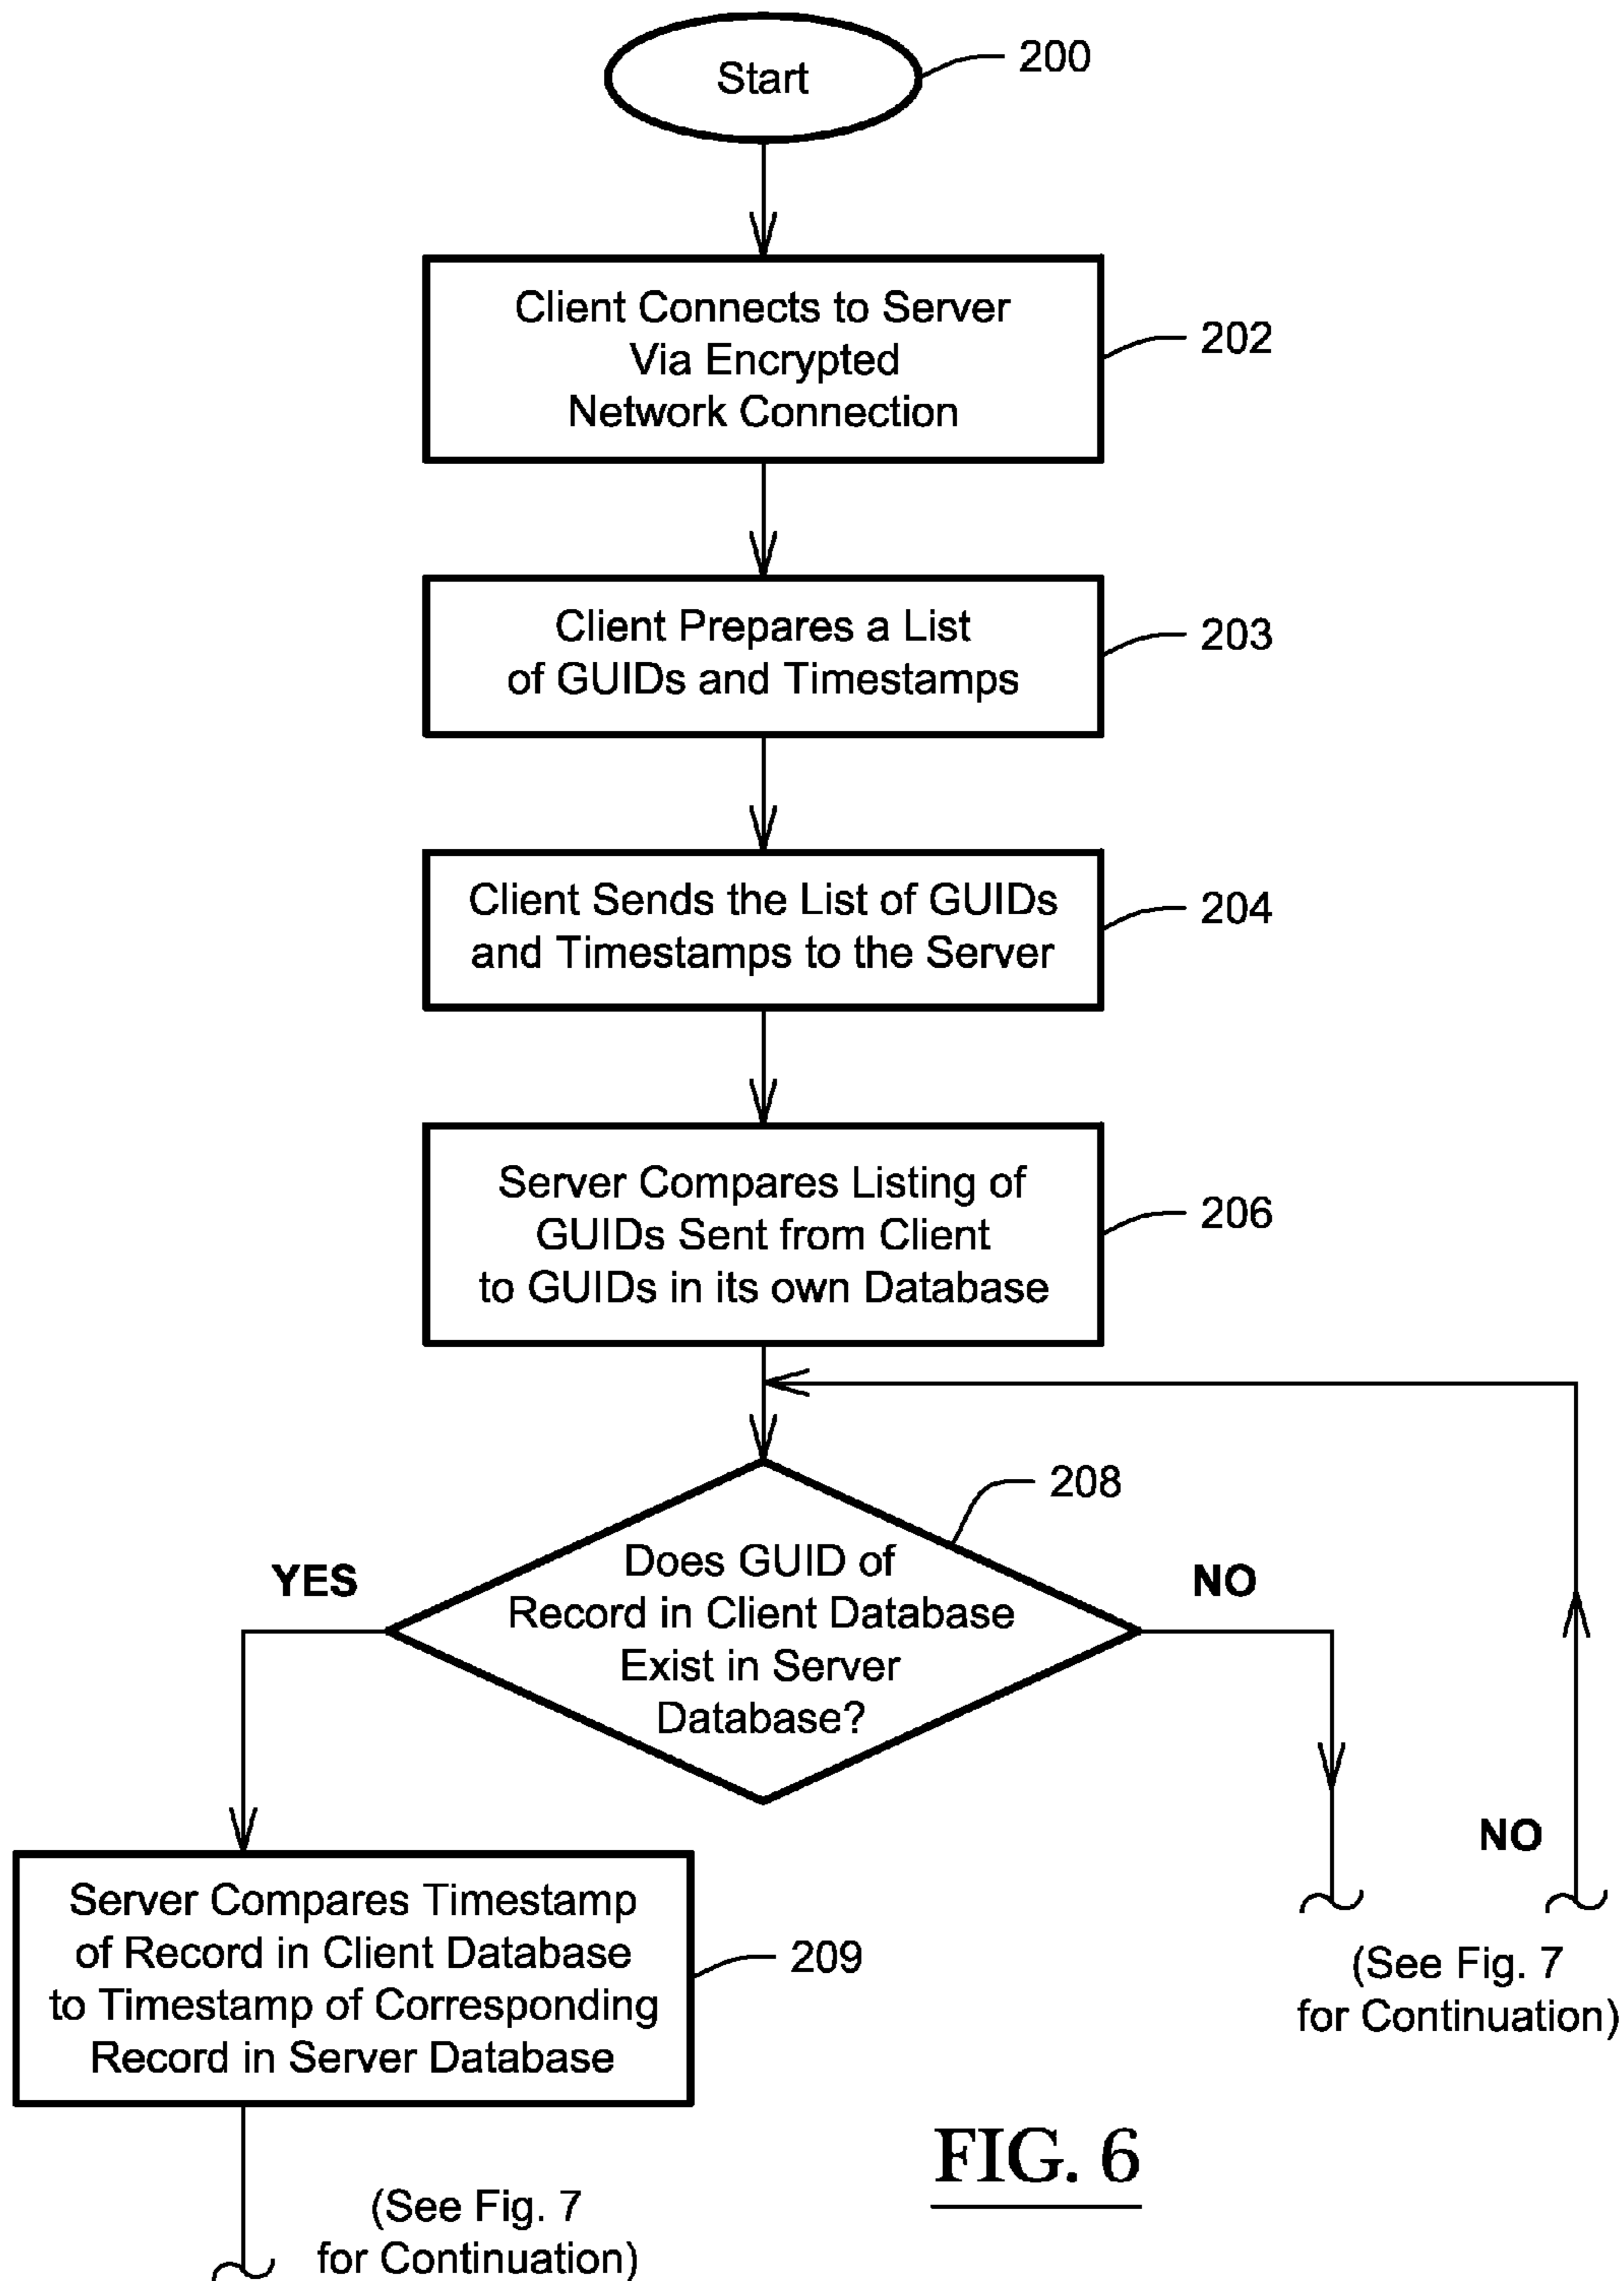 Start
200
Client Connects to Server
Via Encrypted
Network Connection
202
Client Prepares a List
of GUIDs and Timestamps
203
Client Sends the List of GUIDs
and Timestamps to the Server
204
Server Compares Listing of
GUIDs Sent from Client
to GUIDs in its own Database
206
208
Does GUID of
Record in Client Database
Exist in Server
Database?
YES
NO
NO
Server Compares Timestamp
of Record in Client Database
to Timestamp of Corresponding
Record in Server Database
209
(See Fig. 7
for Continuation)
(See Fig. 7
for Continuation)
FIG. 6